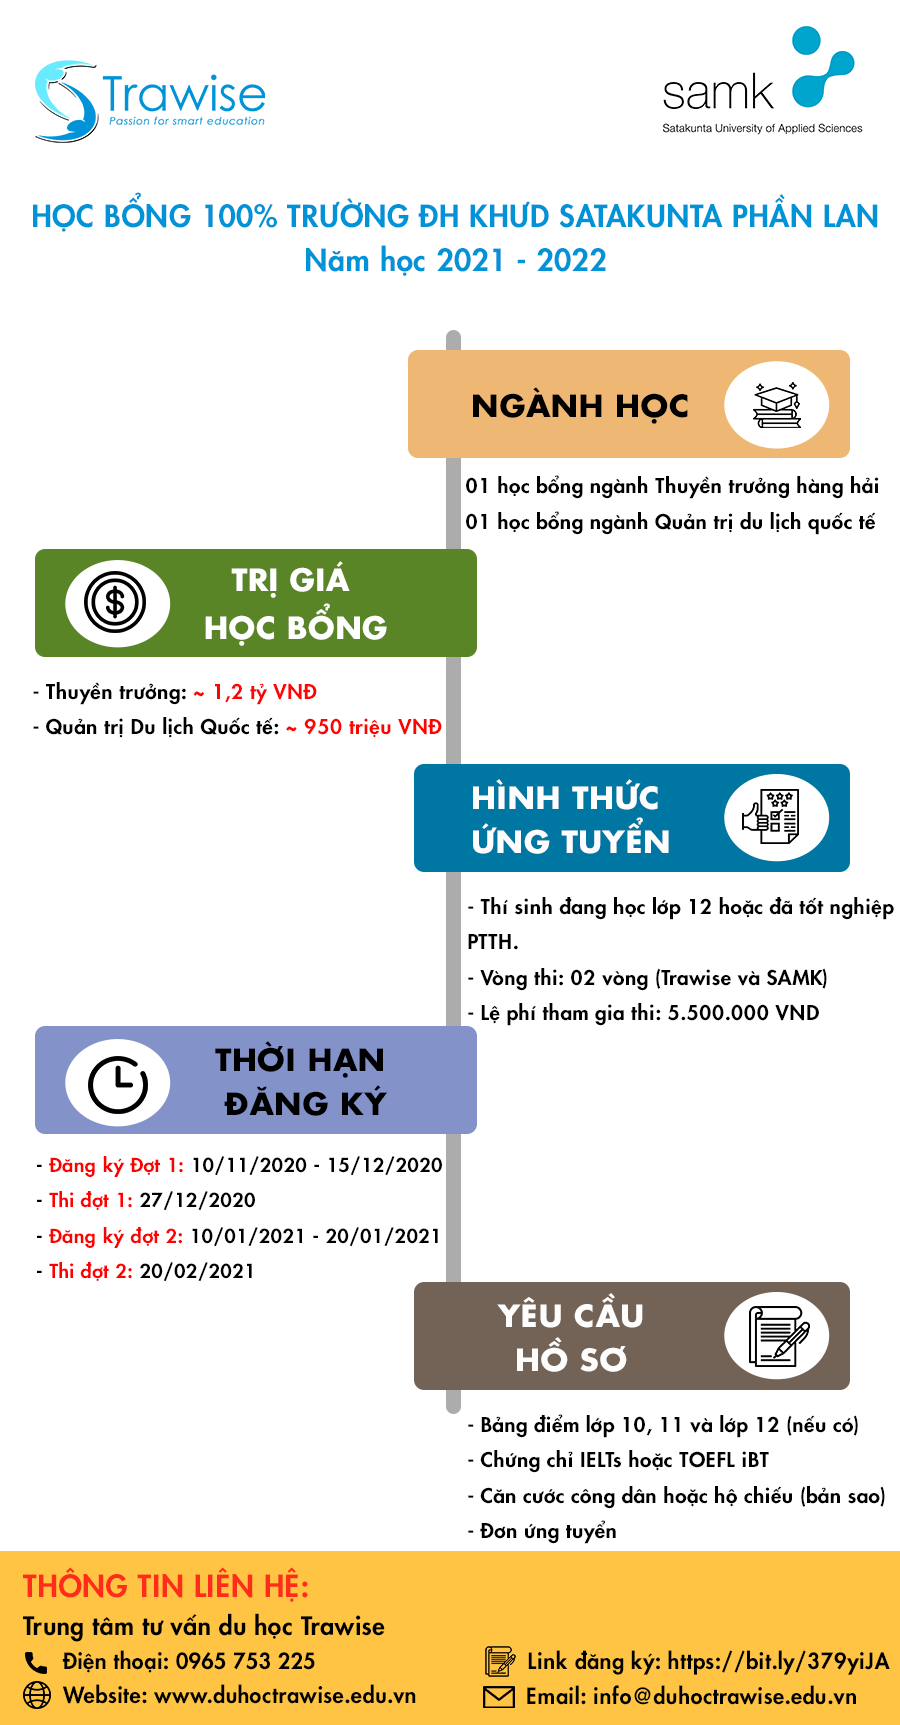 Trawise
Passion for smart education
samk
Satakunta University of Applied Sciences
HỌC BỔNG 100% TRƯỜNG ĐH KHƯD SATAKUNTA PHẦN LAN
Năm học 2021 - 2022
NGÀNH HỌC
01 học bổng ngành Thuyền trưởng hàng hải
01 học bổng ngành Quản trị du lịch quốc tế
TRỊ GIÁ
HỌC BỔNG
- Thuyền trưởng: ~ 1,2 tỷ VNĐ
- Quản trị Du lịch Quốc tế: ~ 950 triệu VNĐ
HÌNH THỨC
ỨNG TUYỂN
- Thí sinh đang học lớp 12 hoặc đã tốt nghiệp
PTTH.
- Vòng thi: 02 vòng (Trawise và SAMK)
- Lệ phí tham gia thi: 5.500.000 VND
THỜI HẠN
ĐĂNG KÝ
- Đăng ký Đợt 1: 10/11/2020 - 15/12/2020
- Thi đợt 1: 27/12/2020
- Đăng ký đợt 2: 10/01/2021 - 20/01/2021
- Thi đợt 2: 20/02/2021
YÊU CẦU
HỒ SƠ
- Bảng điểm lớp 10, 11 và lớp 12 (nếu có)
- Chứng chỉ IELTs hoặc TOEFL iBT
- Căn cước công dân hoặc hộ chiếu (bản sao)
- Đơn ứng tuyển
THÔNG TIN LIÊN HỆ:
Trung tâm tư vấn du học Trawise
Điện thoại: 0965 753 225
Website: www.duhoctrawise.edu.vn
Link đăng ký: https://bit.ly/379yiJA
Email: info@duhoctrawise.edu.vn